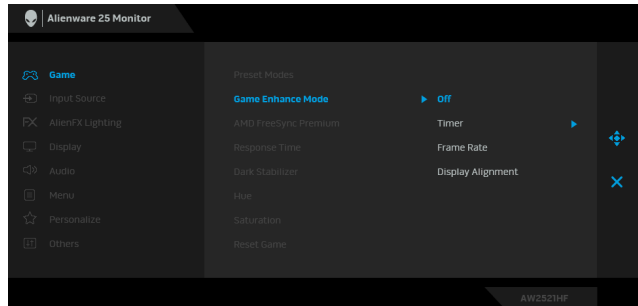 Alienware 25 Monitor
Game
Preset Modes
Input Source
Game Enhance Mode
Off
AlienFX Lighting
AMD FreeSync Premium
Timer
Display
Response Time
Frame Rate
Audio
Dark Stabilizer
Display Alignment
Menu
Hue
Personalize
Saturation
Others
Reset Game
AW2521HF